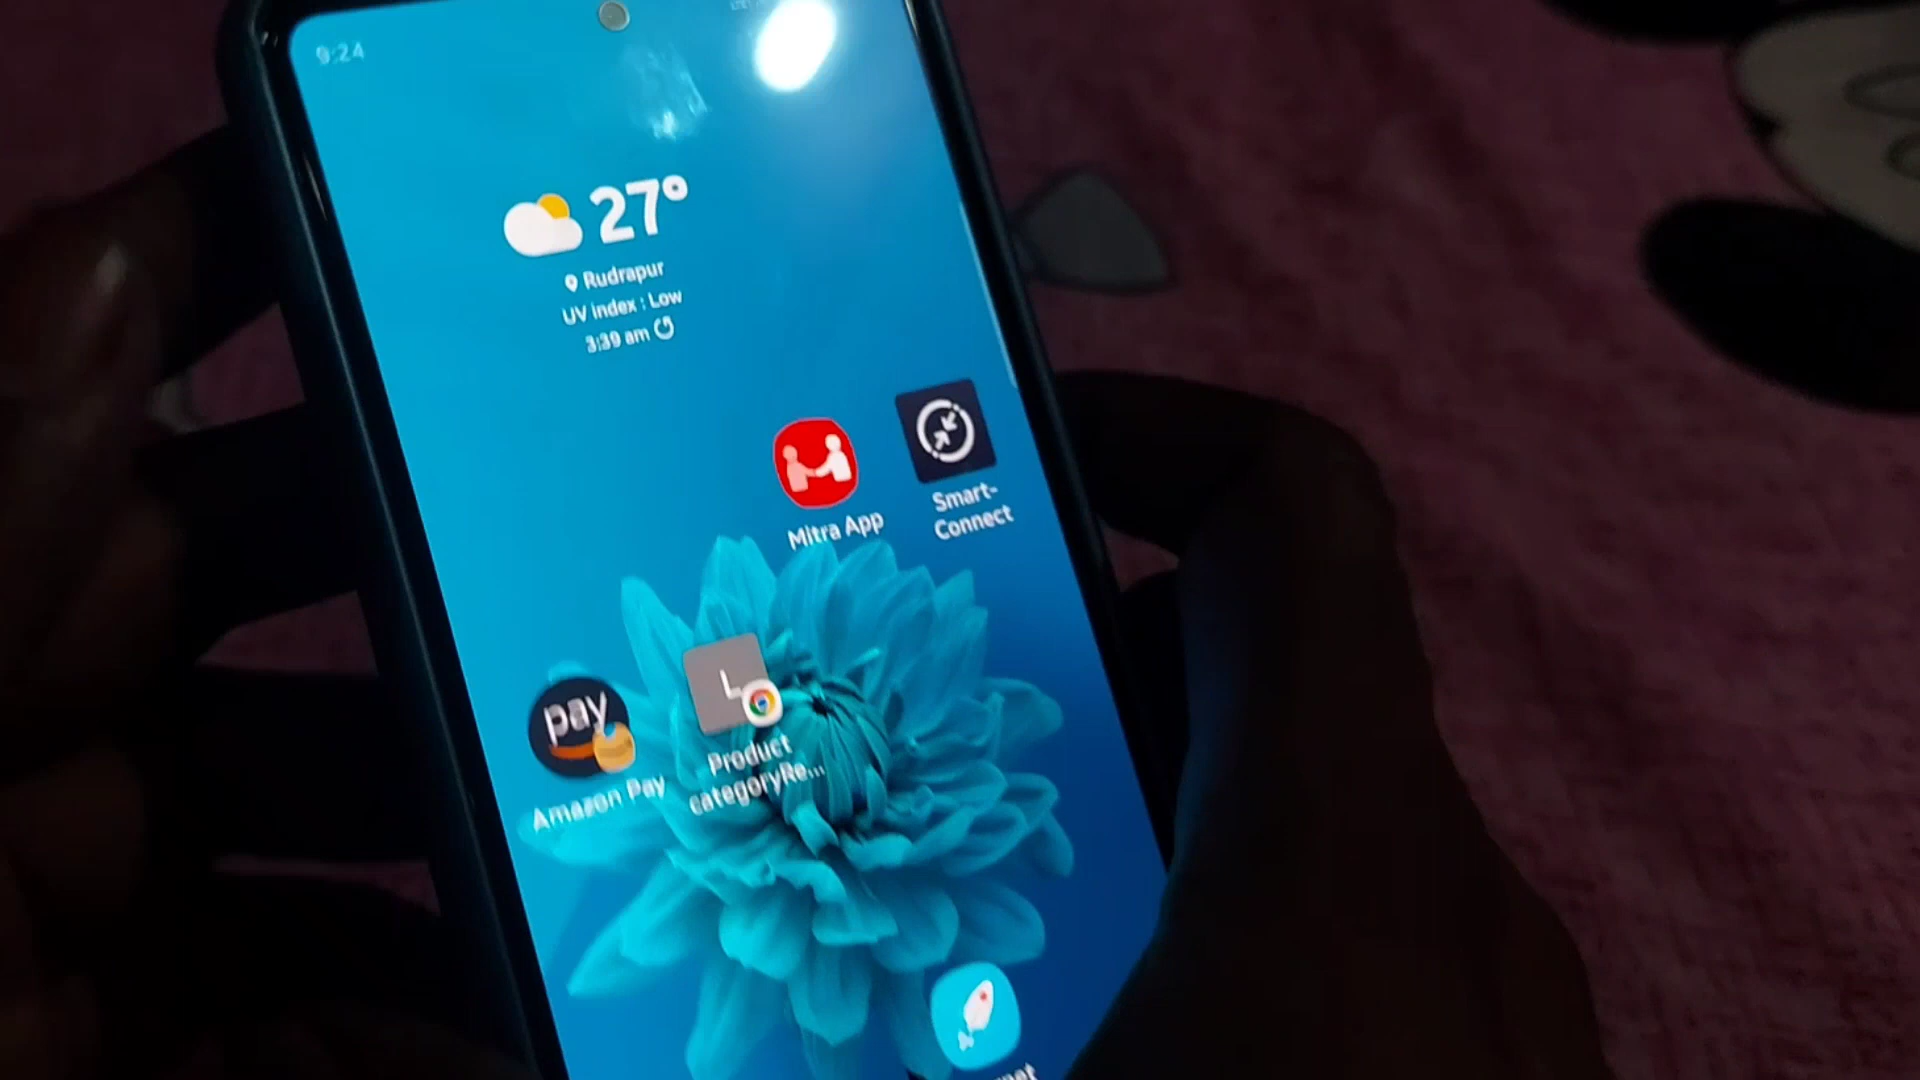 9:24
27°
Rudrapur
UV index : Low
3:39 am
Mitra App
Smart-
Connect
pay
Amazon Pay
L
Product
categoryRe...